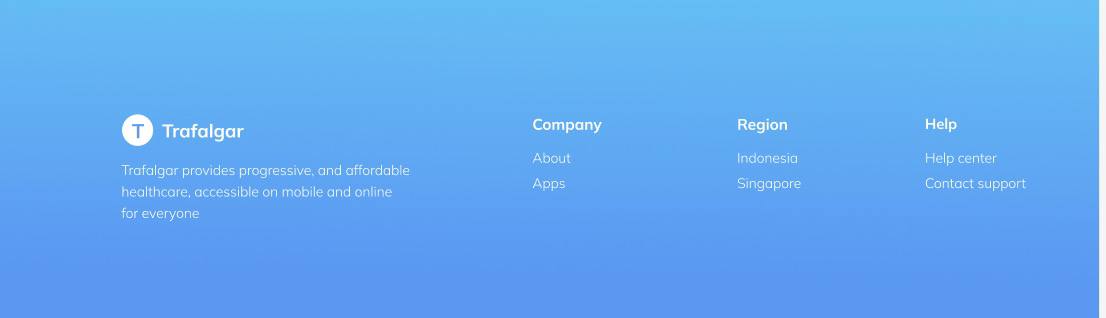 T Trafalgar
Trafalgar provides progressive, and affordable
healthcare, accessible on mobile and online
for everyone
Company
About
Apps
Region
Indonesia
Singapore
Help
Help center
Contact support